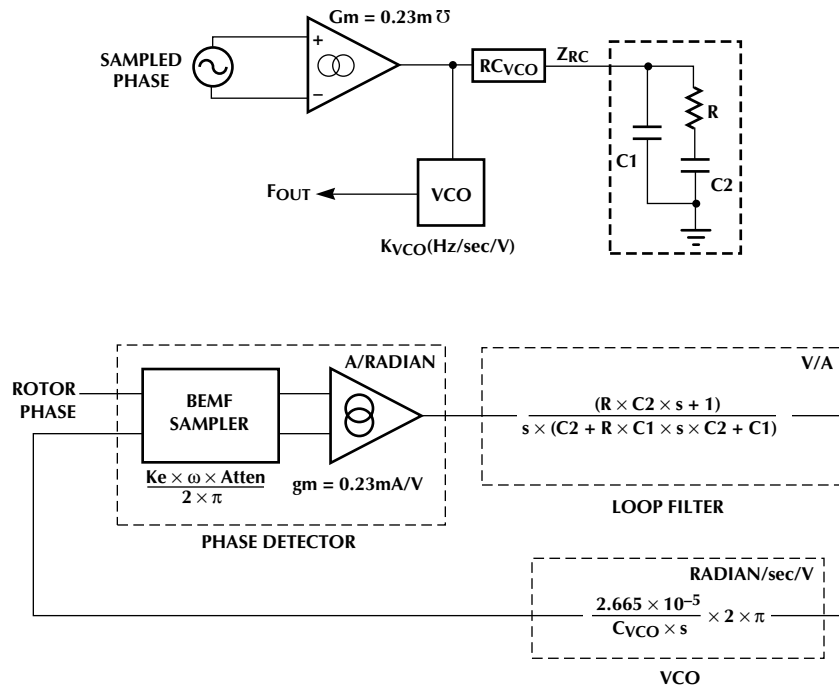 Gm = 0.23m ℧
SAMPLED
PHASE
+
−
RCVCO
ZRC
R
C1
C2
FOUT
VCO
KVCO(Hz/sec/V)
A/RADIAN
V/A
ROTOR
PHASE
BEMF
SAMPLER
Ke × ω × Atten
2 × π
gm = 0.23mA/V
(R × C2 × s + 1)
s × (C2 + R × C1 × s × C2 + C1)
PHASE DETECTOR
LOOP FILTER
RADIAN/sec/V
2.665 × 10–5
CVCO × s
× 2 × π
VCO